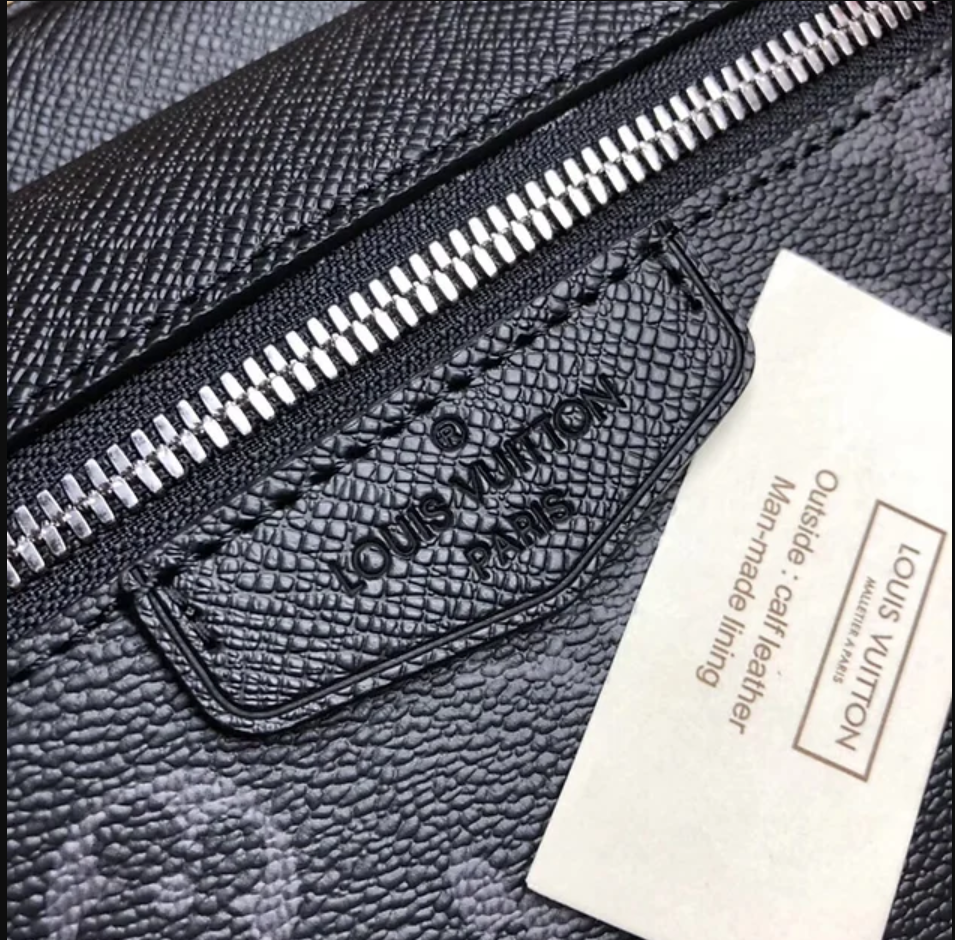 ®
LOUIS VUITTON
PARIS
LOUIS VUITTON
MALLETIER A PARIS
Outside : calf leather
Man-made lining